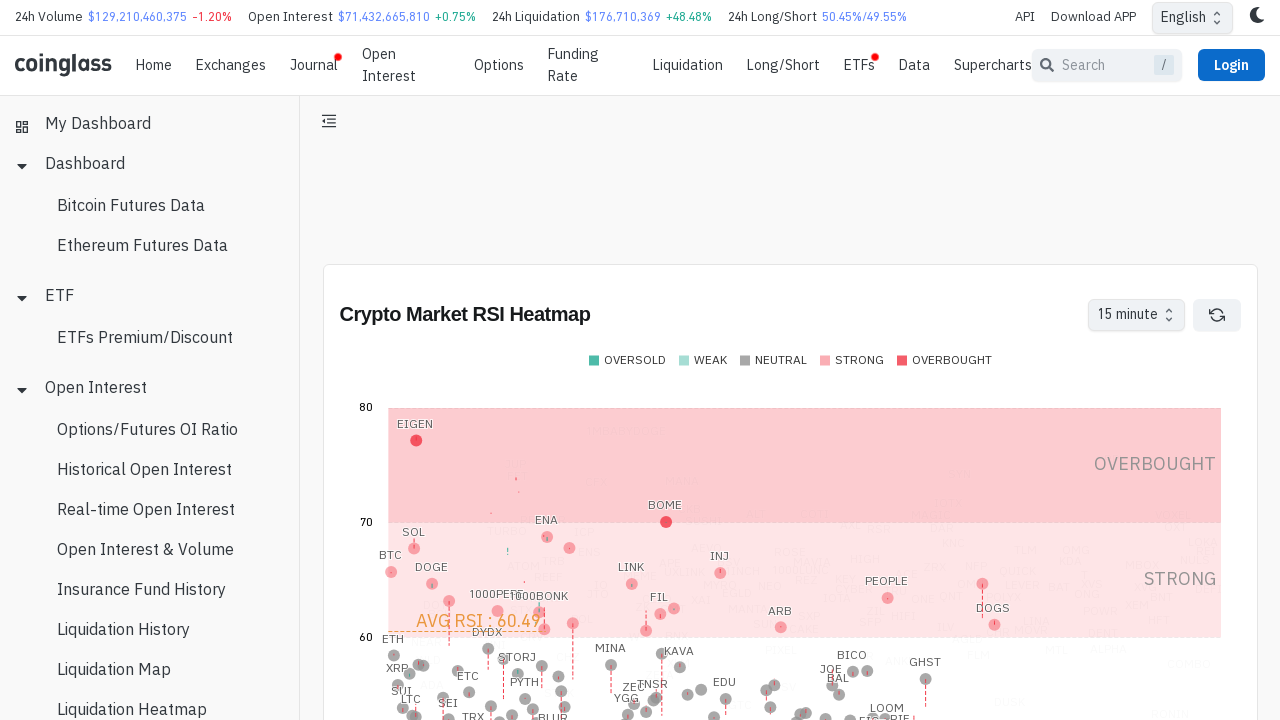 24h Volume $129,210,460,375 -1.20% Open Interest $71,432,665,810 +0.75% 24h Liquidation $176,710,369 +48.48% 24h Long/Short 50.45%/49.55% API Download APP English
coinglass Home Exchanges Journal Open Interest Options Funding Rate Liquidation Long/Short ETFs Data Supercharts Search / Login
My Dashboard
Dashboard
Bitcoin Futures Data
Ethereum Futures Data
ETF
ETFs Premium/Discount
Open Interest
Options/Futures OI Ratio
Historical Open Interest
Real-time Open Interest
Open Interest & Volume
Insurance Fund History
Liquidation History
Liquidation Map
Liquidation Heatmap
Crypto Market RSI Heatmap 15 minute
OVERSOLD WEAK NEUTRAL STRONG OVERBOUGHT
80
EIGEN
OVERBOUGHT
BOME
70 ENA
SOL
BTC INJ
DOGE LINK
STRONG
PEOPLE
1000PEPE 1000BONK FIL
DOGS
ARB
AVG RSI : 60.49
60 DYDX
ETH
MINA KAVA
STORJ BICO
GHST
XRP ETC JOE
BAL
PYTH EDU
SUI ZEC TNSR
LTC SEI YGG
LOOM
TRX BLUR